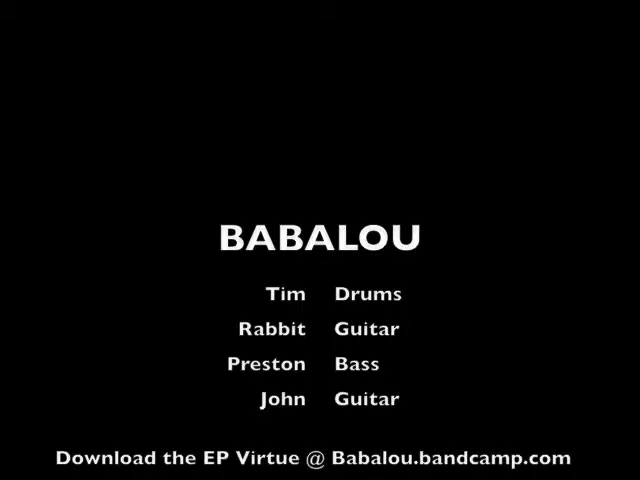 BABALOU
Tim Drums
Rabbit Guitar
Preston Bass
John Guitar
Download the EP Virtue @ Babalou.bandcamp.com